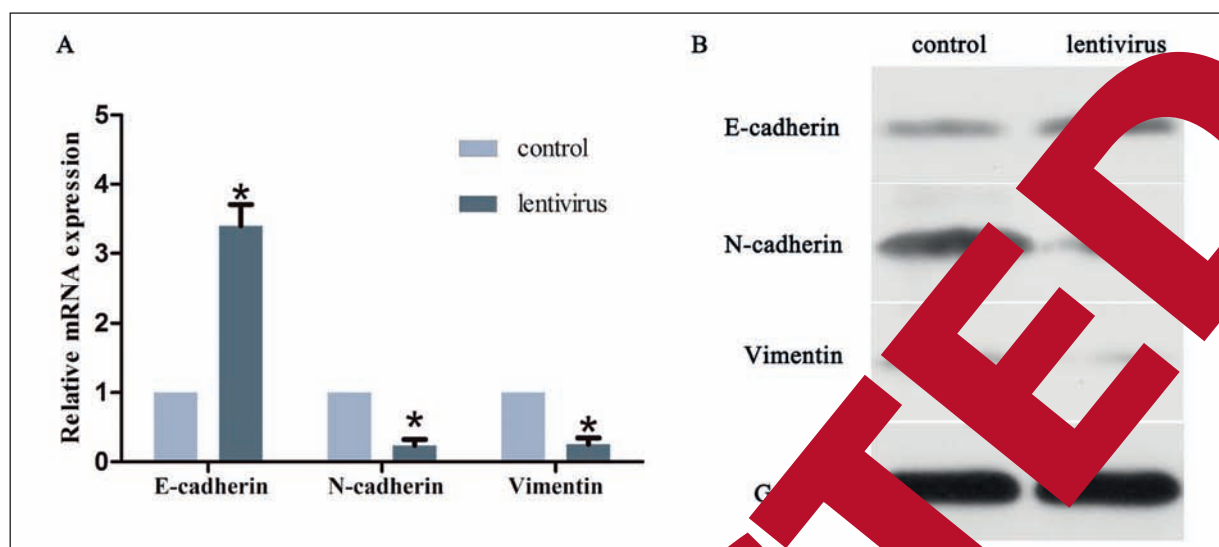 A
Relative mRNA expression
5
4
3
2
1
0
control
lentivirus
*
*
*
E-cadherin
N-cadherin
Vimentin
B
control
lentivirus
E-cadherin
N-cadherin
Vimentin
G
TED